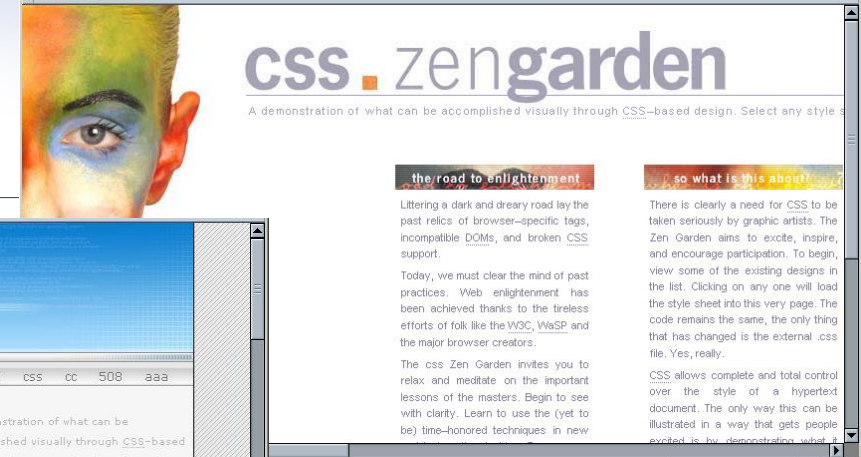 css.zengarden
A demonstration of what can be accomplished visually through CSS-based design. Select any style s
the road to enlightenment
Littering a dark and dreary road lay the
past relics of browser-specific tags,
incompatible DOMs, and broken CSS
support.
Today, we must clear the mind of past
practices. Web enlightenment has
been achieved thanks to the tireless
efforts of folk like the W3C, WaSP and
the major browser creators.
The css Zen Garden invites you to
relax and meditate on the important
lessons of the masters. Begin to see
with clarity. Learn to use the (yet to
be) time-honored techniques in new
so what is this about?
There is clearly a need for CSS to be
taken seriously by graphic artists. The
Zen Garden aims to excite, inspire,
and encourage participation. To begin,
view some of the existing designs in
the list. Clicking on any one will load
the style sheet into this very page. The
code remains the same, the only thing
that has changed is the external .css
file. Yes, really.
CSS allows complete and total control
over the style of a hypertext
document. The only way this can be
illustrated in a way that gets people
excited is by demonstrating what it
css cc 508 aaa
nstration of what can be
shed visually through CSS-based